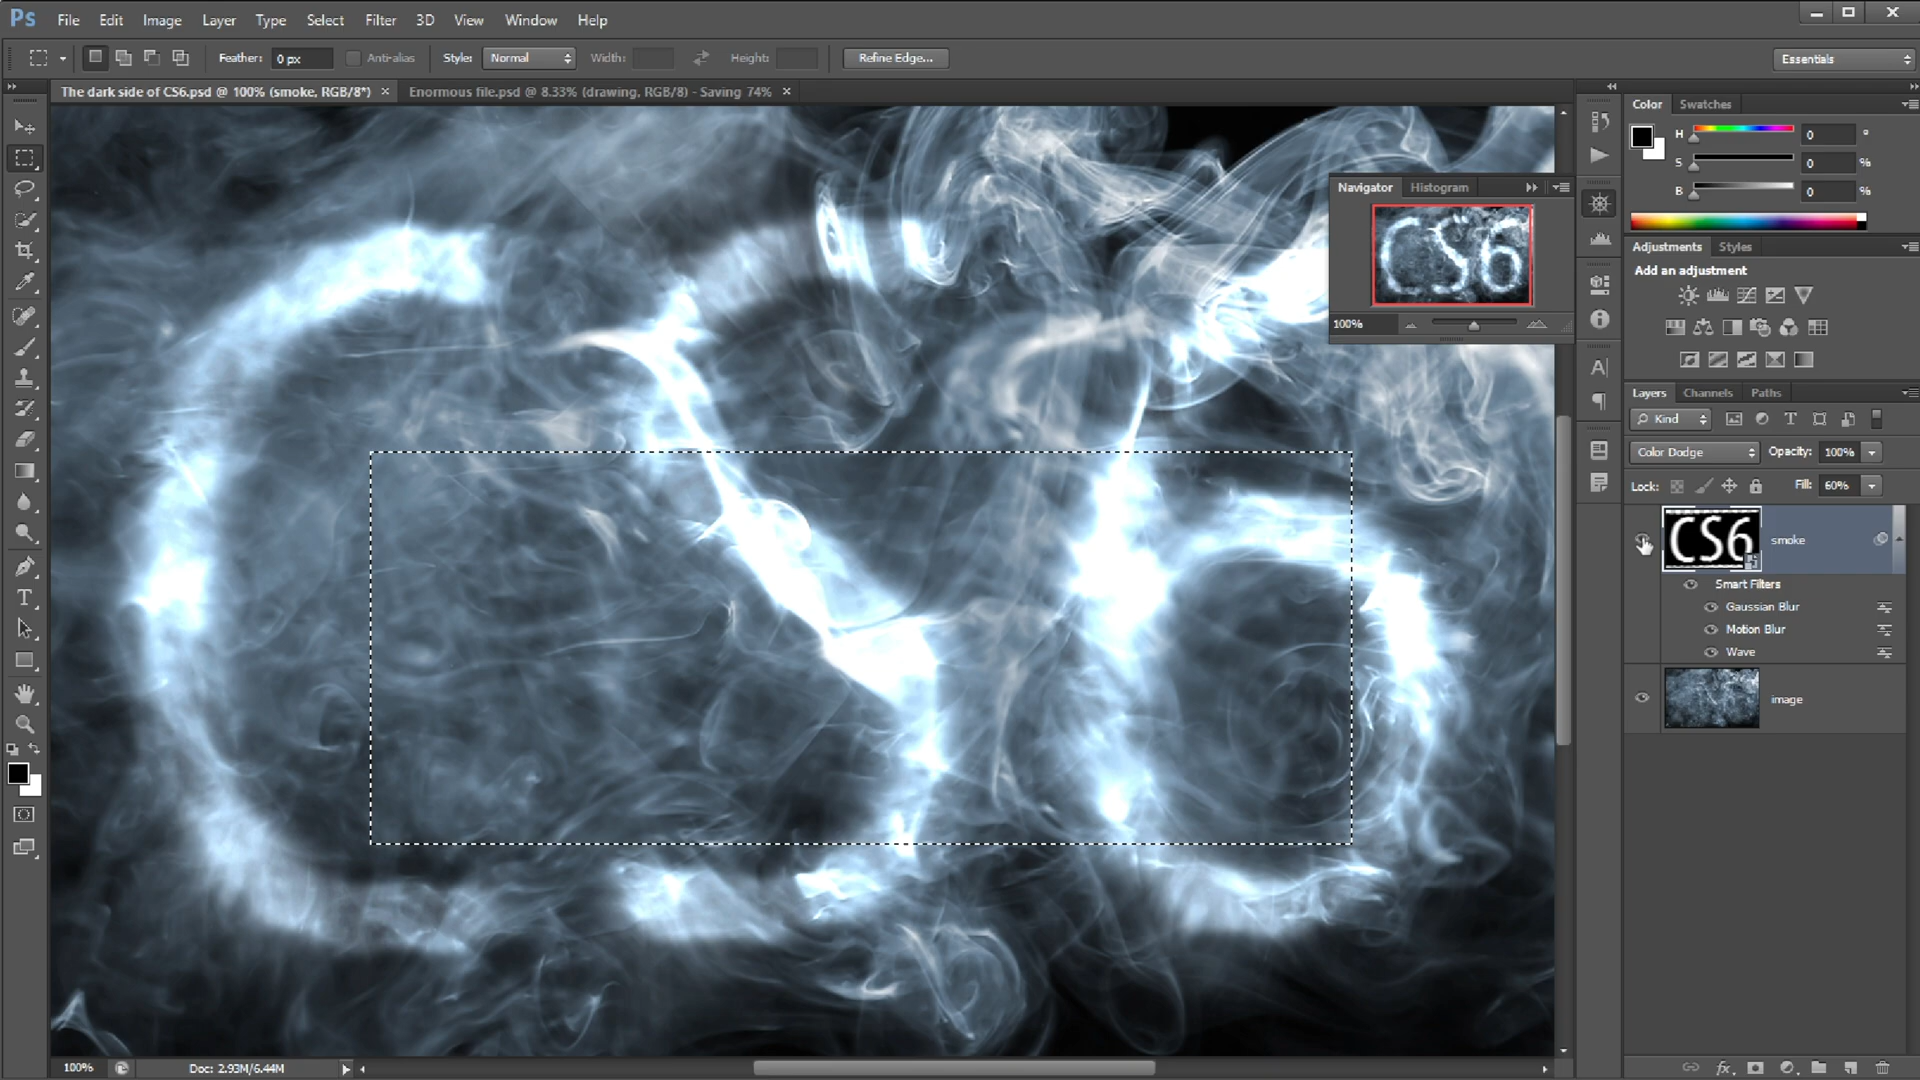 Ps File Edit Image Layer Type Select Filter 3D View Window Help
Feather: 0 px Anti-alias Style: Normal Width: Height: Refine Edge... Essentials
The dark side of CS6.psd @ 100% (smoke, RGB/8*) × Enormous file.psd @ 8.33% (drawing, RGB/8) - Saving 74% ×
Color Swatches
H 0 °
S 0 %
B 0 %
Navigator Histogram
CS6
100%
Adjustments Styles
Add an adjustment
Layers Channels Paths
Kind
Color Dodge Opacity: 100%
Lock: Fill: 60%
CS6 smoke
Smart Filters
Gaussian Blur
Motion Blur
Wave
image
CS6
100% Doc: 2.93M/6.44M